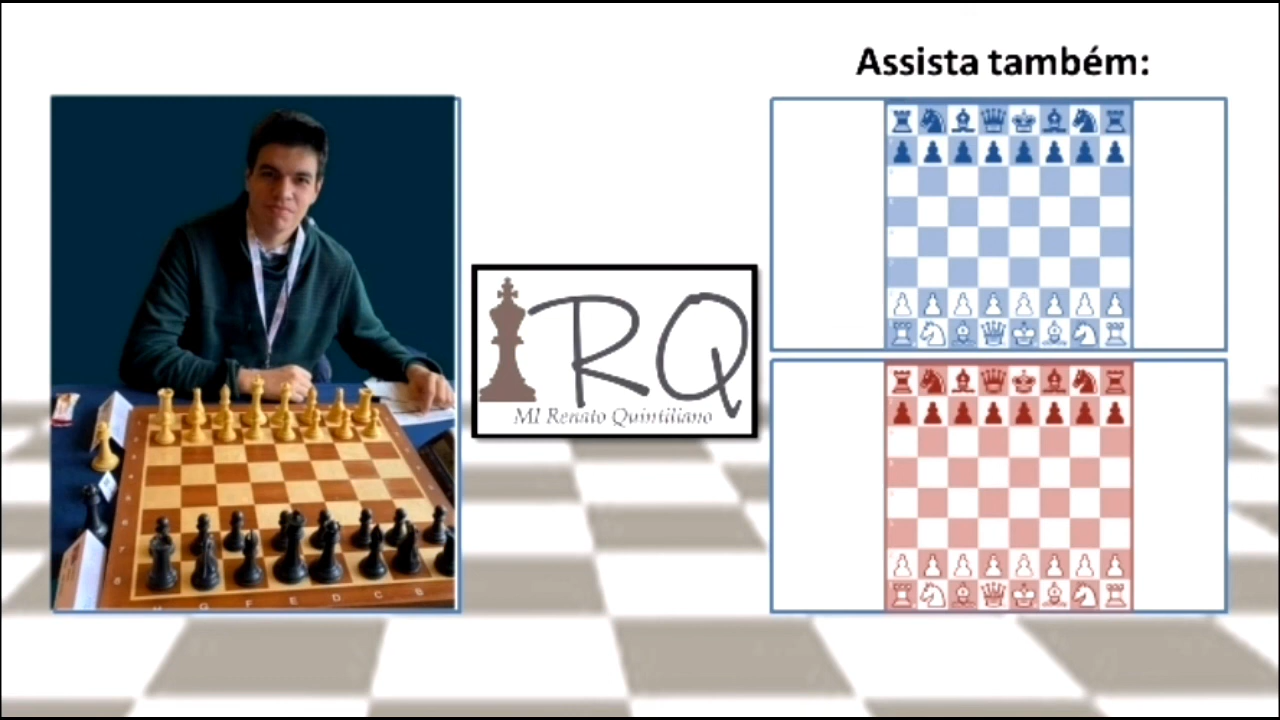 Assista também:
RQ
MI Renato Quintiliano
H G F E D C B